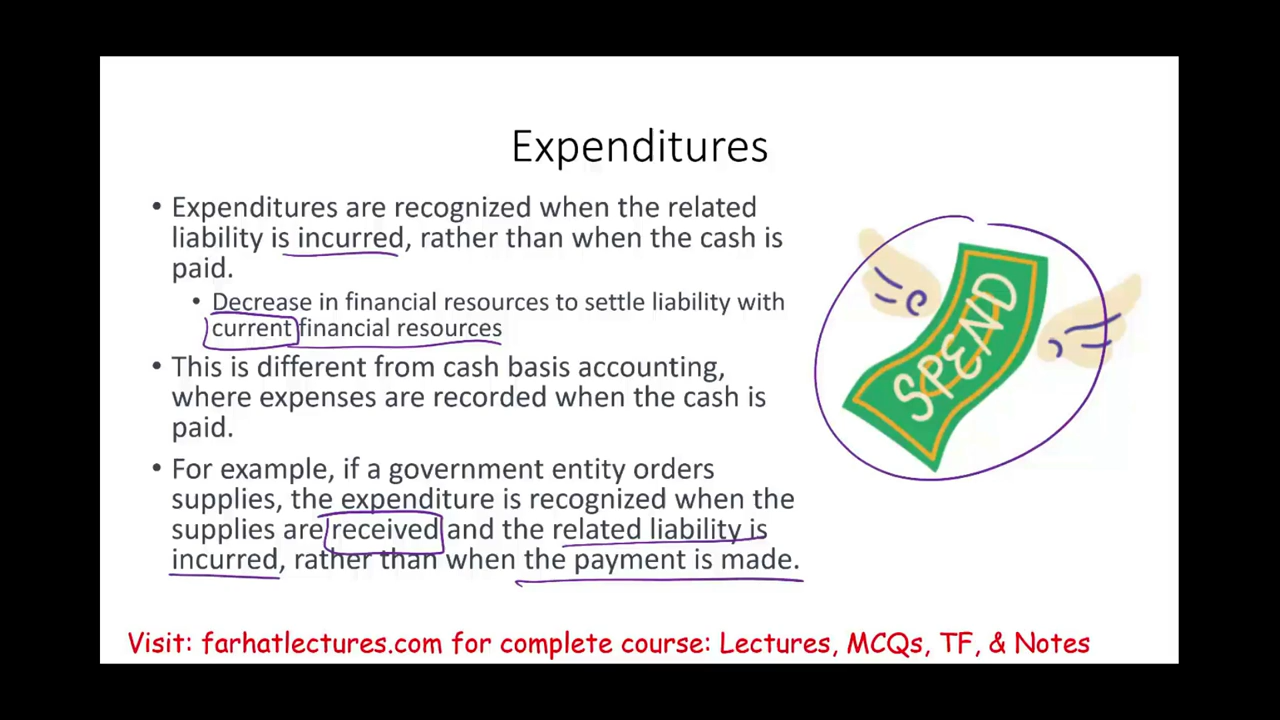 Expenditures
• Expenditures are recognized when the related
liability is incurred, rather than when the cash is
paid.
• Decrease in financial resources to settle liability with
current financial resources
• This is different from cash basis accounting,
where expenses are recorded when the cash is
paid.
• For example, if a government entity orders
supplies, the expenditure is recognized when the
supplies are received and the related liability is
incurred, rather than when the payment is made.
SPEND
Visit: farhatlectures.com for complete course: Lectures, MCQs, TF, & Notes